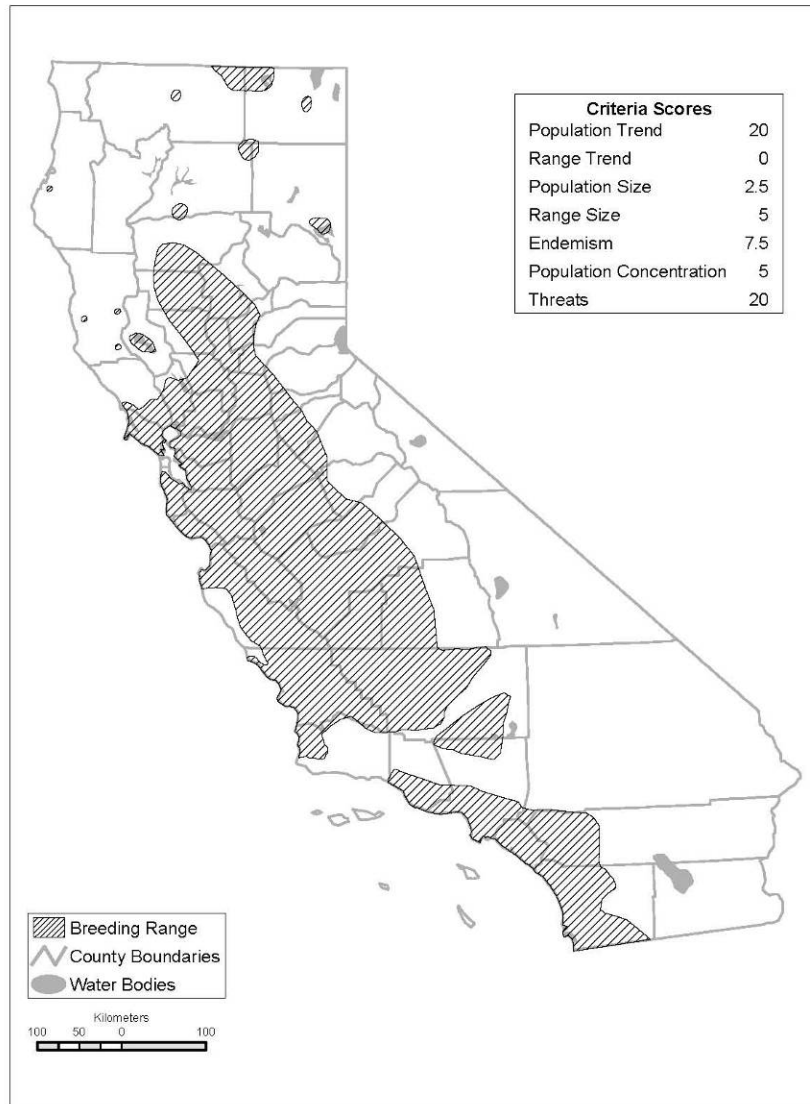 Criteria Scores
Population Trend 20
Range Trend 0
Population Size 2.5
Range Size 5
Endemism 7.5
Population Concentration 5
Threats 20
Breeding Range
County Boundaries
Water Bodies
Kilometers
100 50 0 100